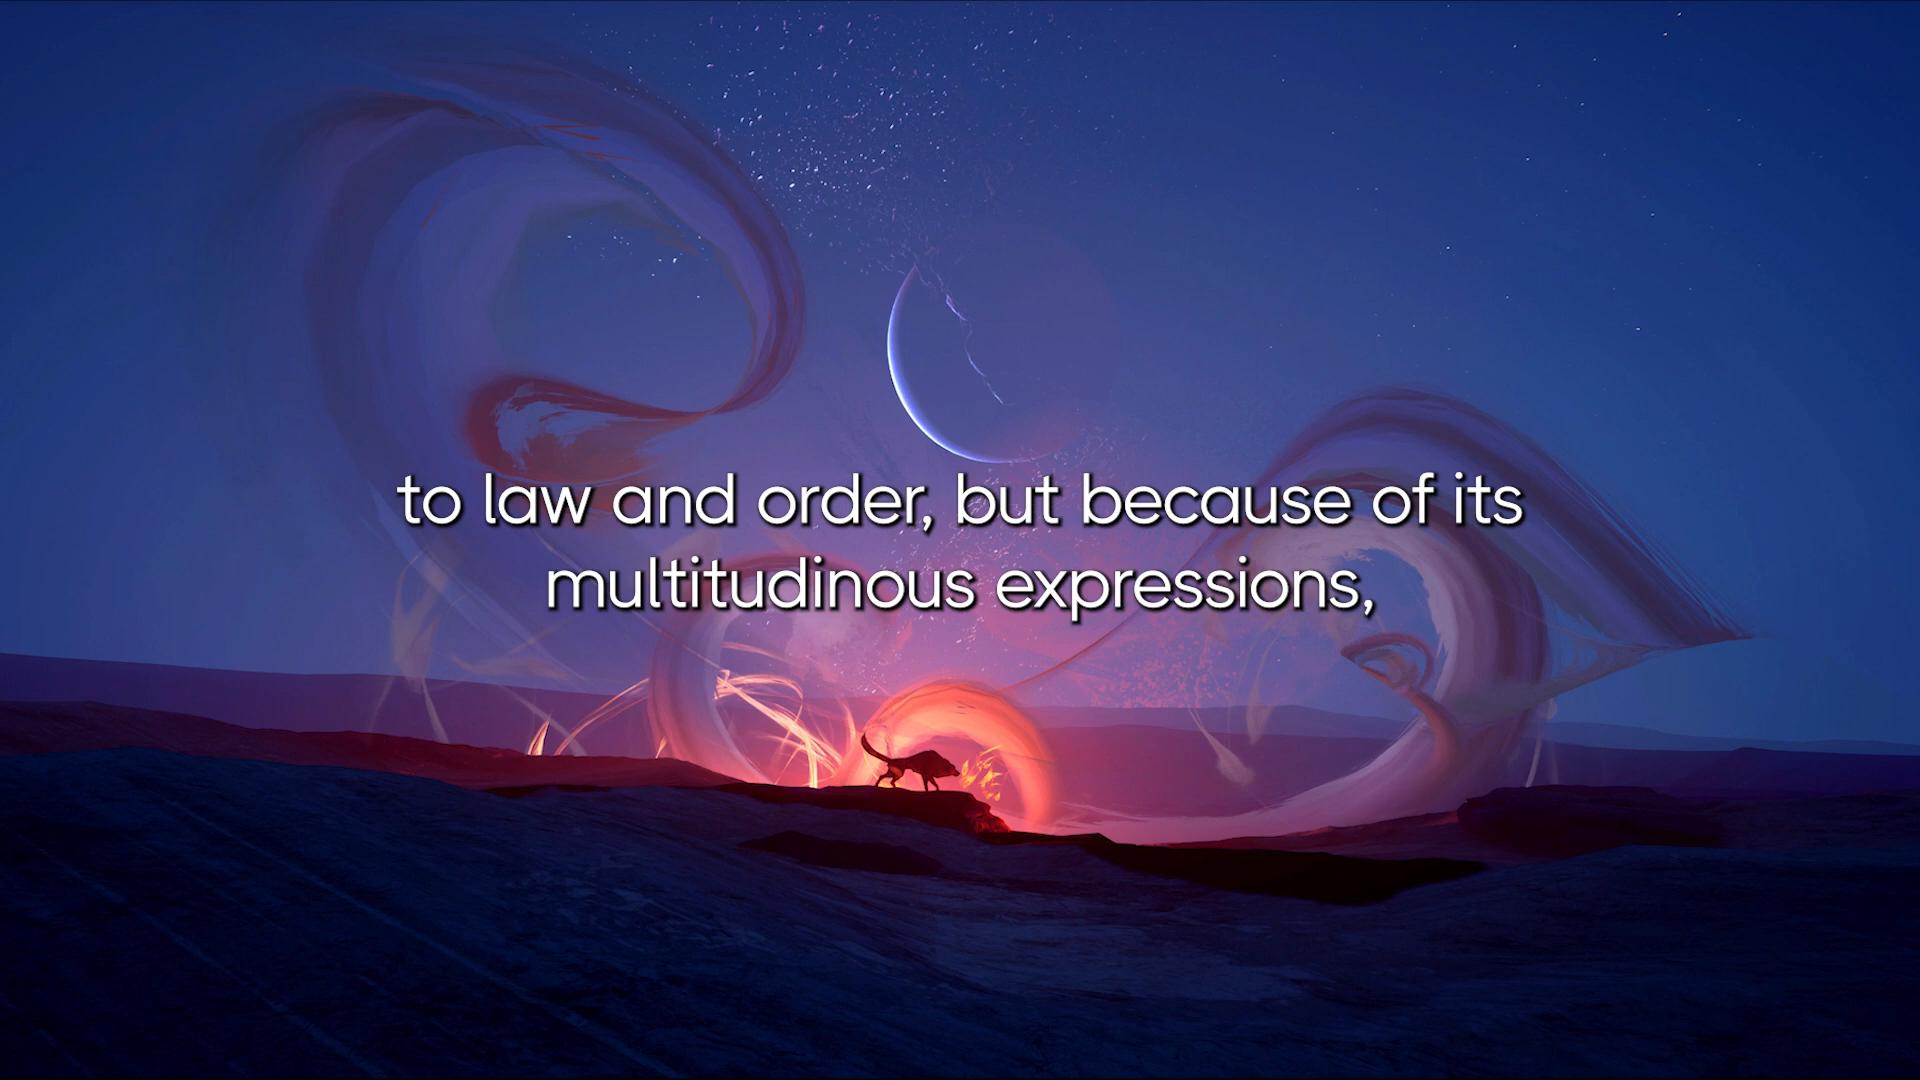 to law and order, but because of its
multitudinous expressions,